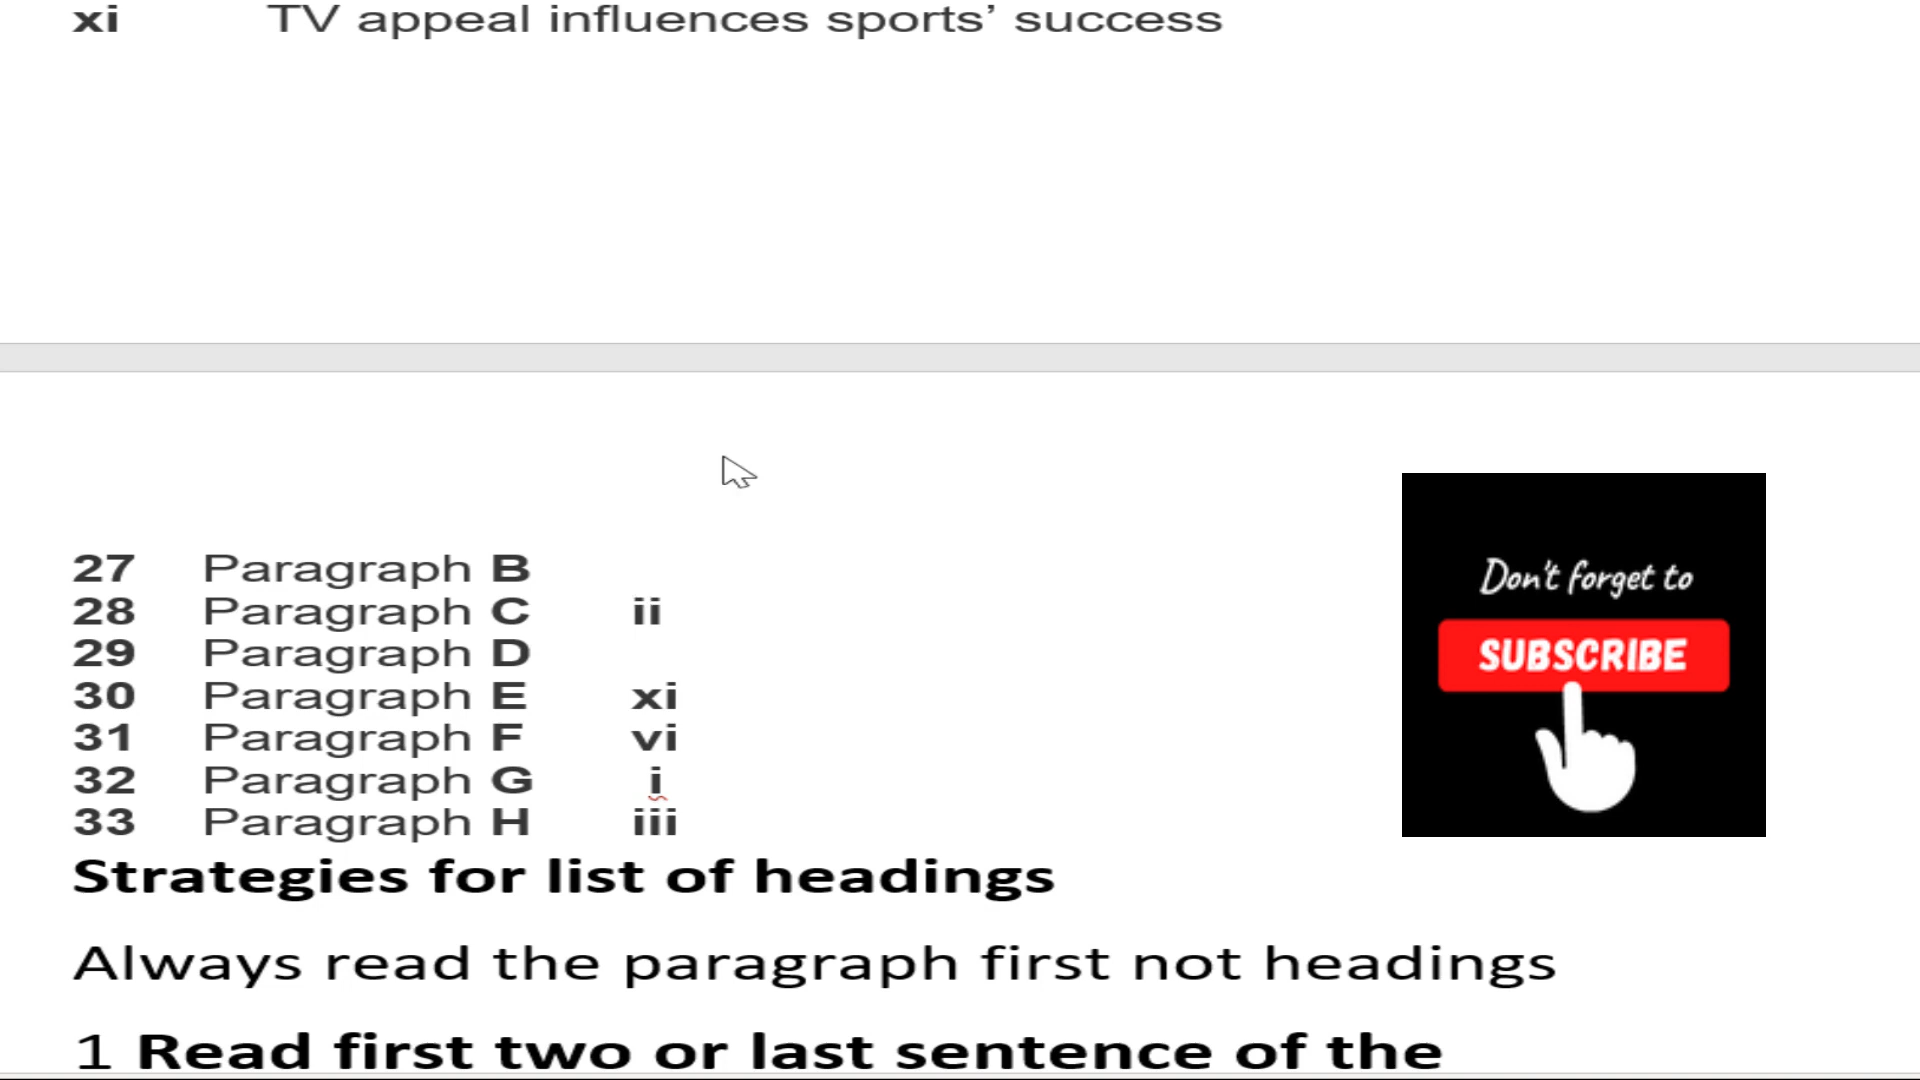 xi TV appeal influences sports’ success
27 Paragraph B
28 Paragraph C ii
29 Paragraph D
30 Paragraph E xi
31 Paragraph F vi
32 Paragraph G i
33 Paragraph H iii
Don't forget to
SUBSCRIBE
Strategies for list of headings
Always read the paragraph first not headings
1 Read first two or last sentence of the